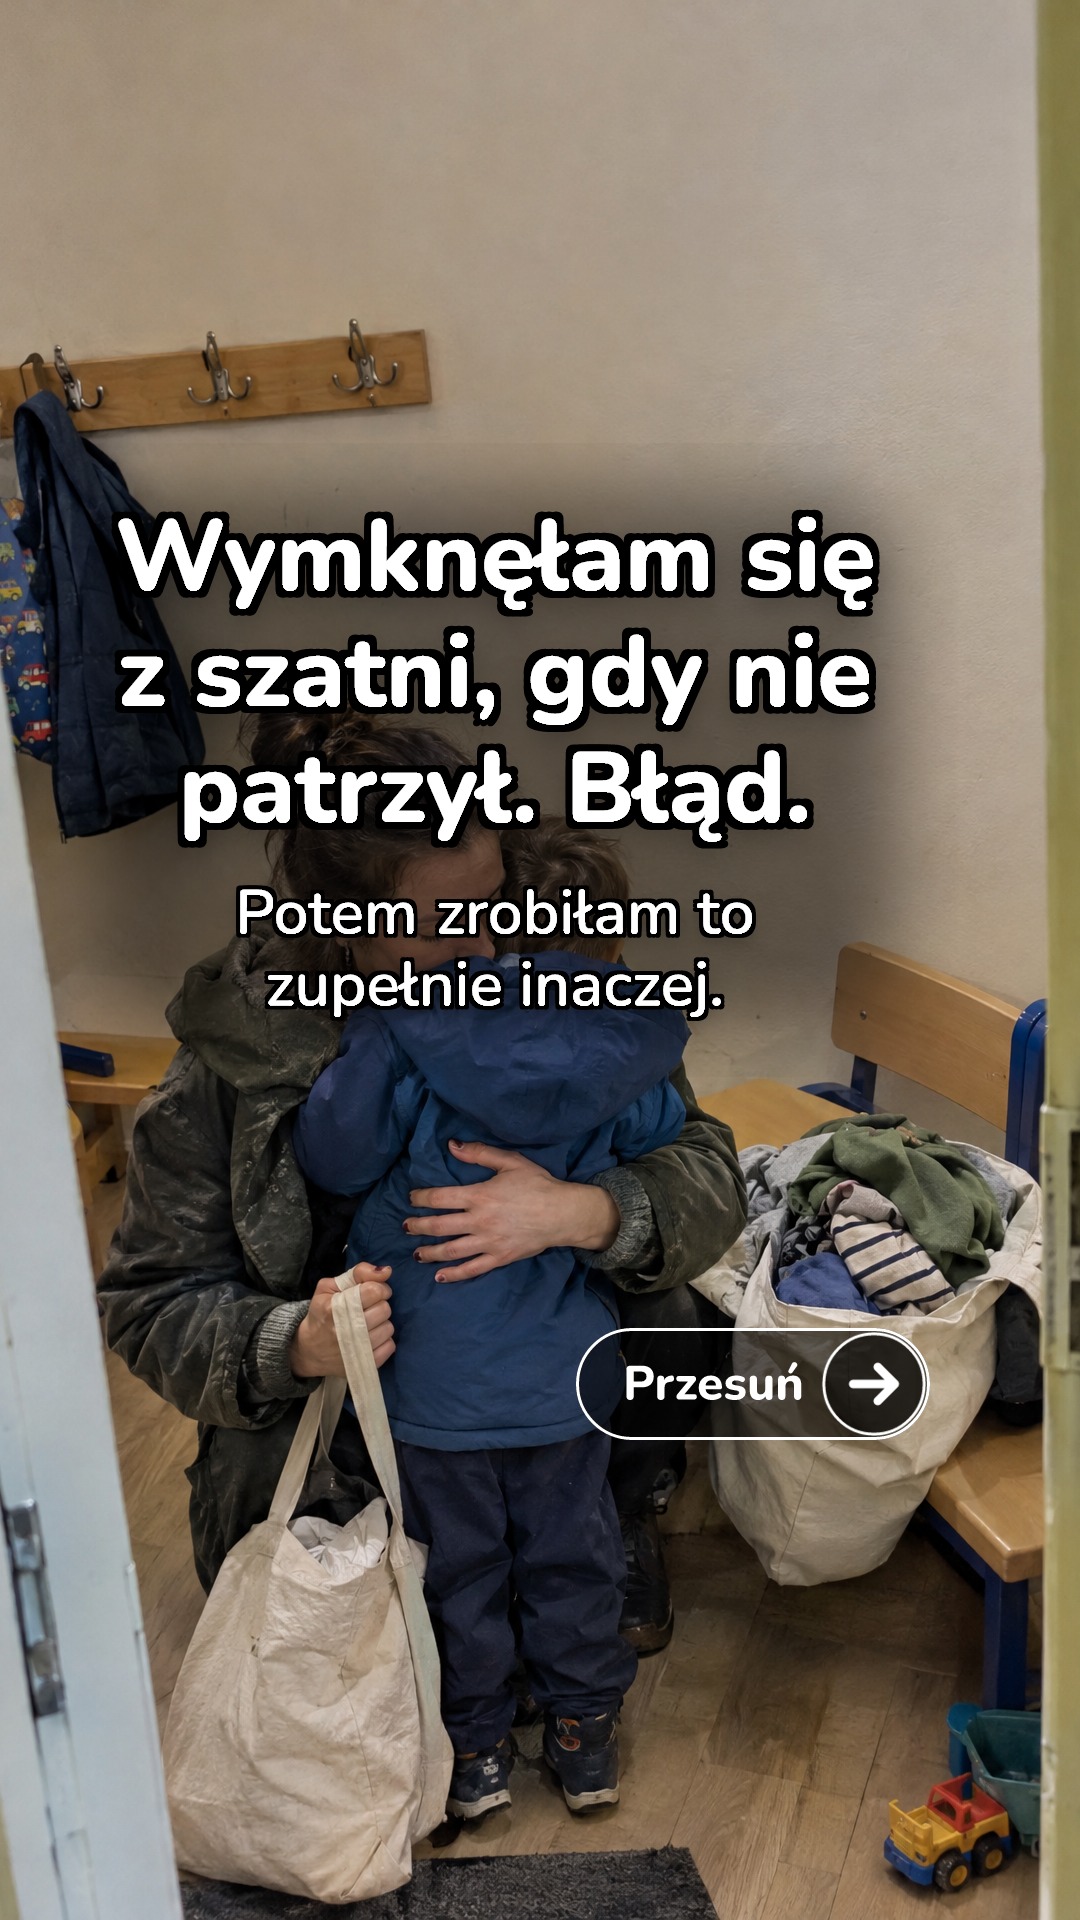 Wymknęłam się
z szatni, gdy nie
patrzył. Błąd.
Potem zrobiłam to
zupełnie inaczej.
Przesuń